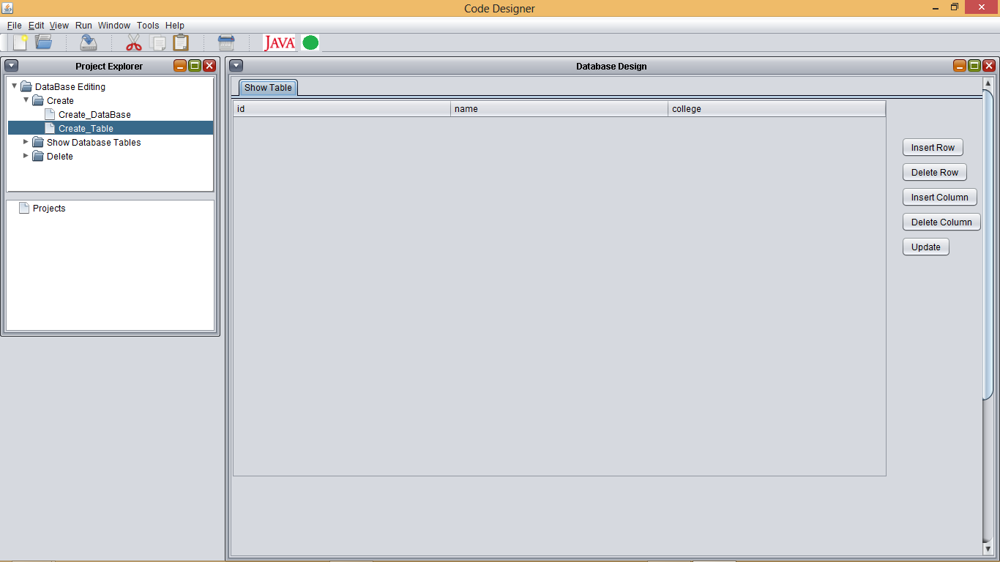 Code Designer
File Edit View Run Window Tools Help
JAVA
Project Explorer
DataBase Editing
Create
Create_DataBase
Create_Table
Show Database Tables
Delete
Projects
Database Design
Show Table
id name college
Insert Row
Delete Row
Insert Column
Delete Column
Update